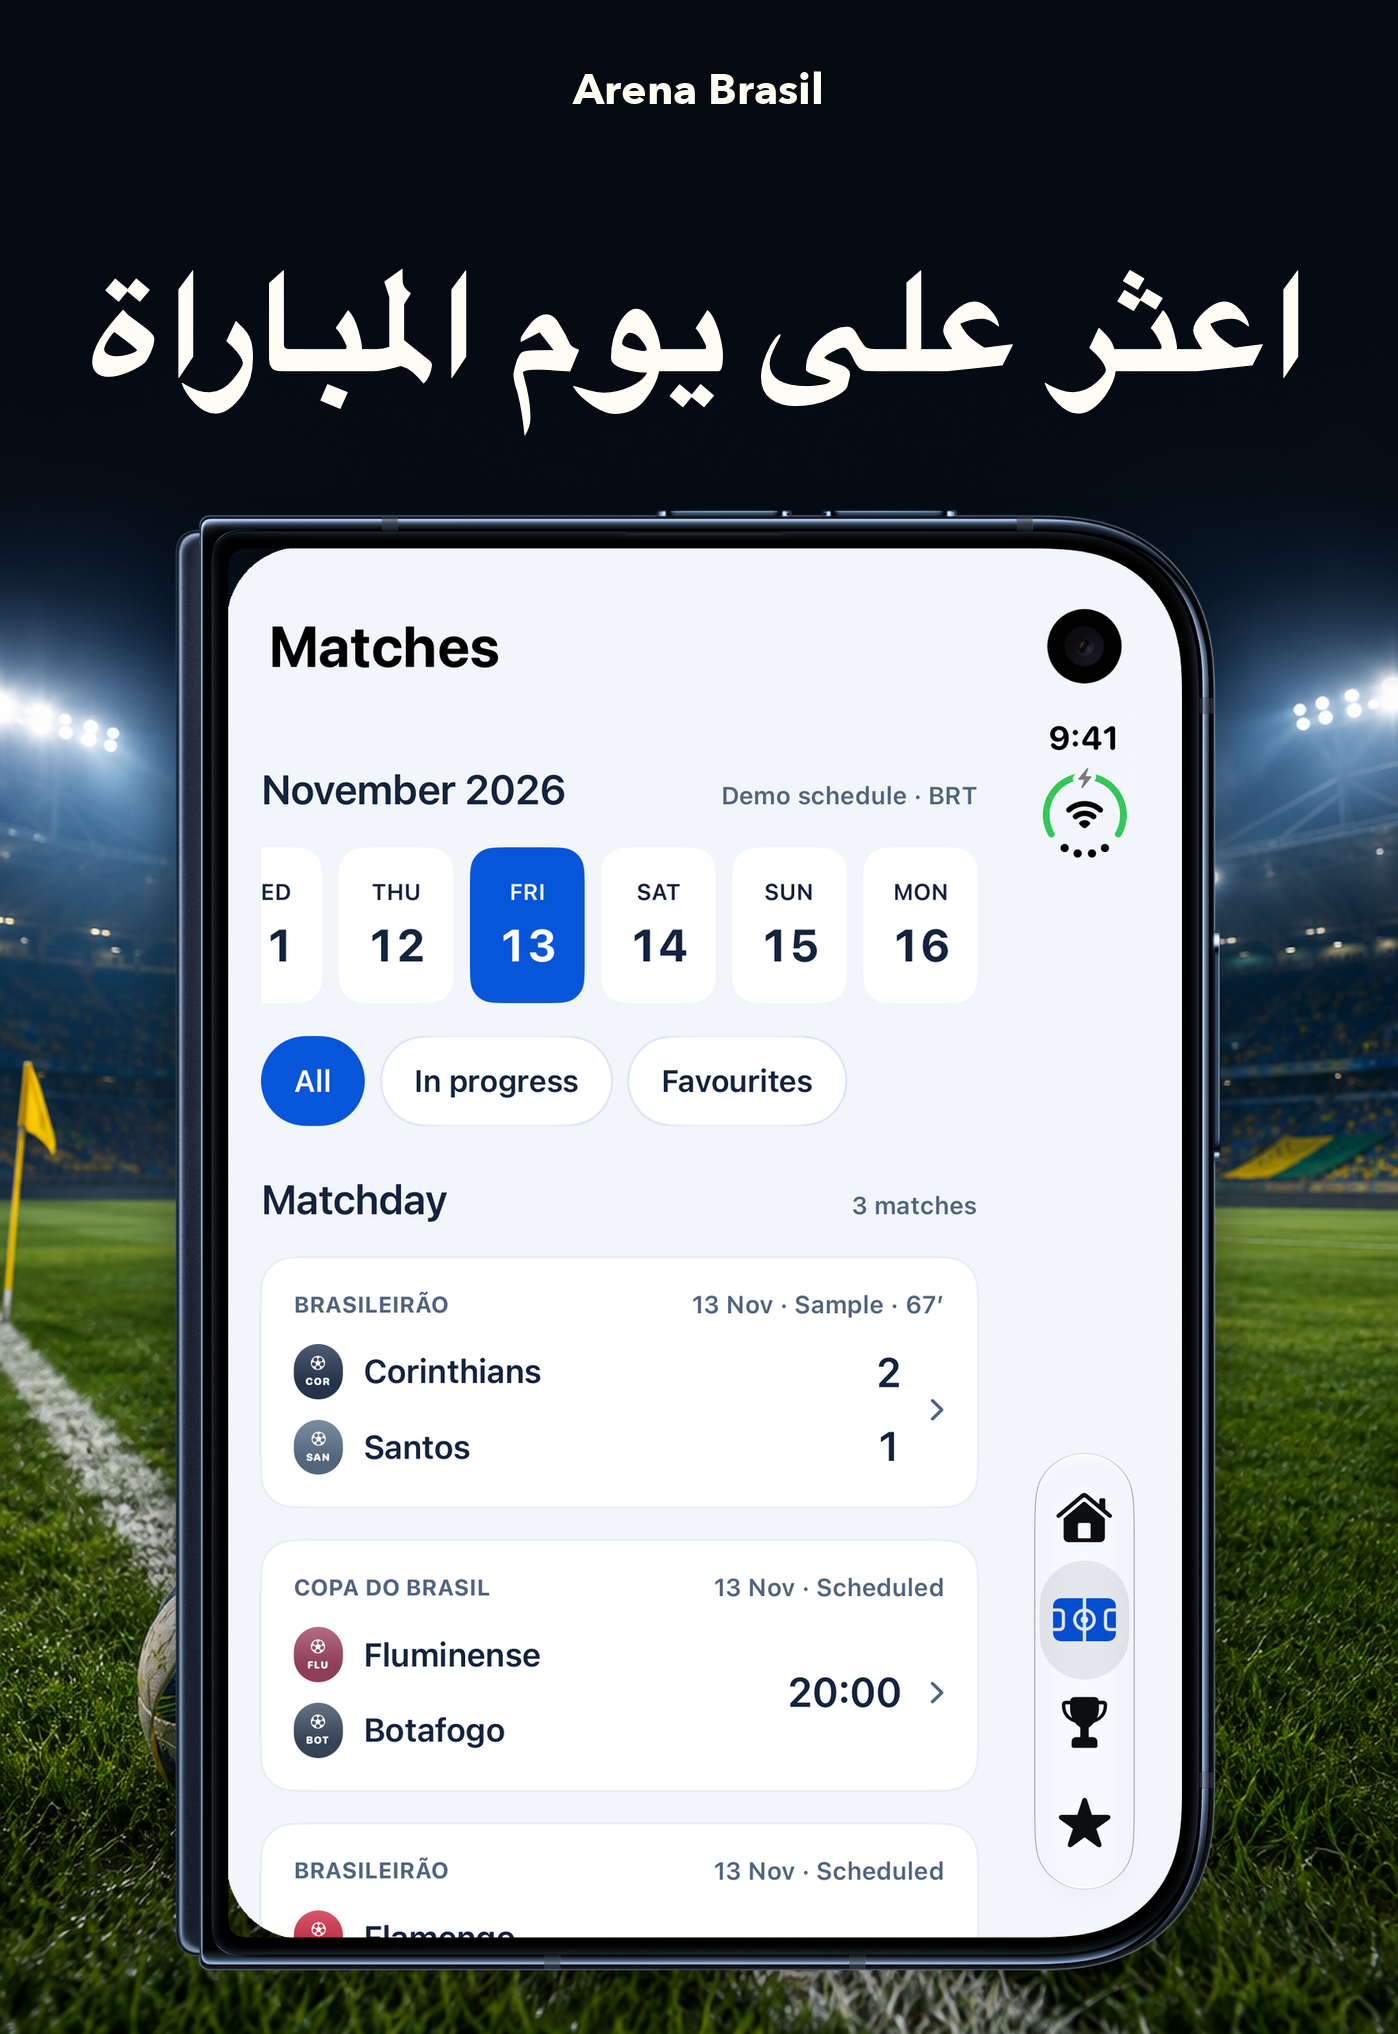 Arena Brasil
اعثر على يوم المباراة
Matches
9:41
November 2026
Demo schedule · BRT
ED THU FRI SAT SUN MON
1 12 13 14 15 16
All In progress Favourites
Matchday
3 matches
BRASILEIRÃO
13 Nov · Sample · 67′
COR Corinthians 2
SAN Santos 1
COPA DO BRASIL
13 Nov · Scheduled
FLU Fluminense
20:00
BOT Botafogo
BRASILEIRÃO
13 Nov · Scheduled
Flamengo